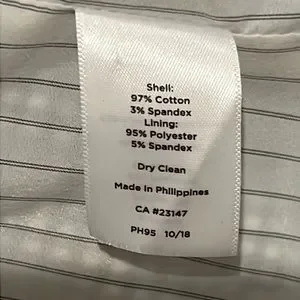 Shell:
97% Cotton
3% Spandex
Lining:
95% Polyester
5% Spandex
Dry Clean
Made in Philippines
CA #23147
PH95 10/18